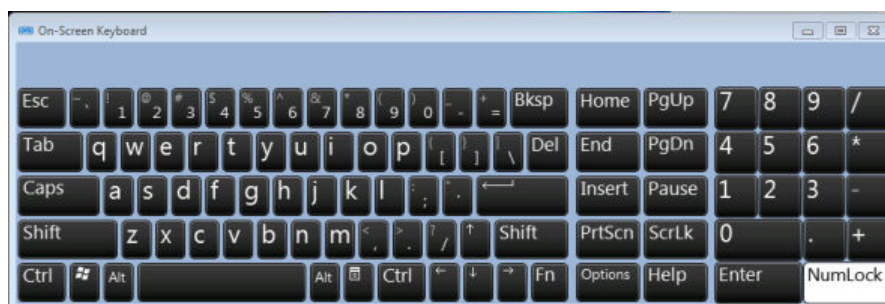 On-Screen Keyboard
Esc ~ ` ! 1 @ 2 # 3 $ 4 % 5 ^ 6 & 7 * 8 ( 9 ) 0 _ - + = Bksp Home PgUp 7 8 9 /
Tab q w e r t y u i o p { [ } ] | \ Del End PgDn 4 5 6 *
Caps a s d f g h j k l : ; " ' Insert Pause 1 2 3 -
Shift z x c v b n m < , > . ? / ↑ Shift PrtScn ScrLk 0 . +
Ctrl Alt Alt Ctrl ← ↓ → Fn Options Help Enter NumLock